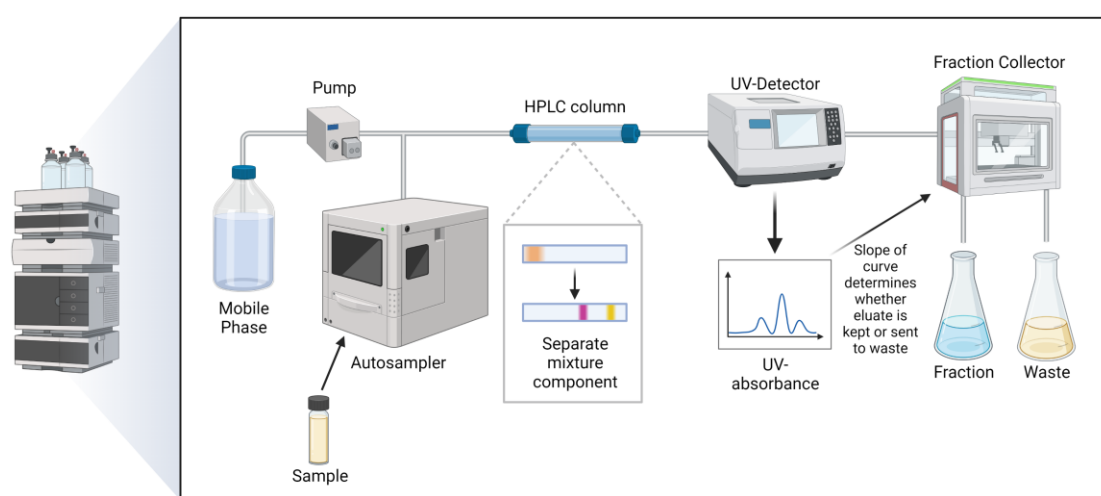 Pump
HPLC column
UV-Detector
Fraction Collector
Mobile
Phase
Autosampler
Sample
Separate
mixture
component
UV-
absorbance
Slope of
curve
determines
whether
eluate is
kept or sent
to waste
Fraction
Waste